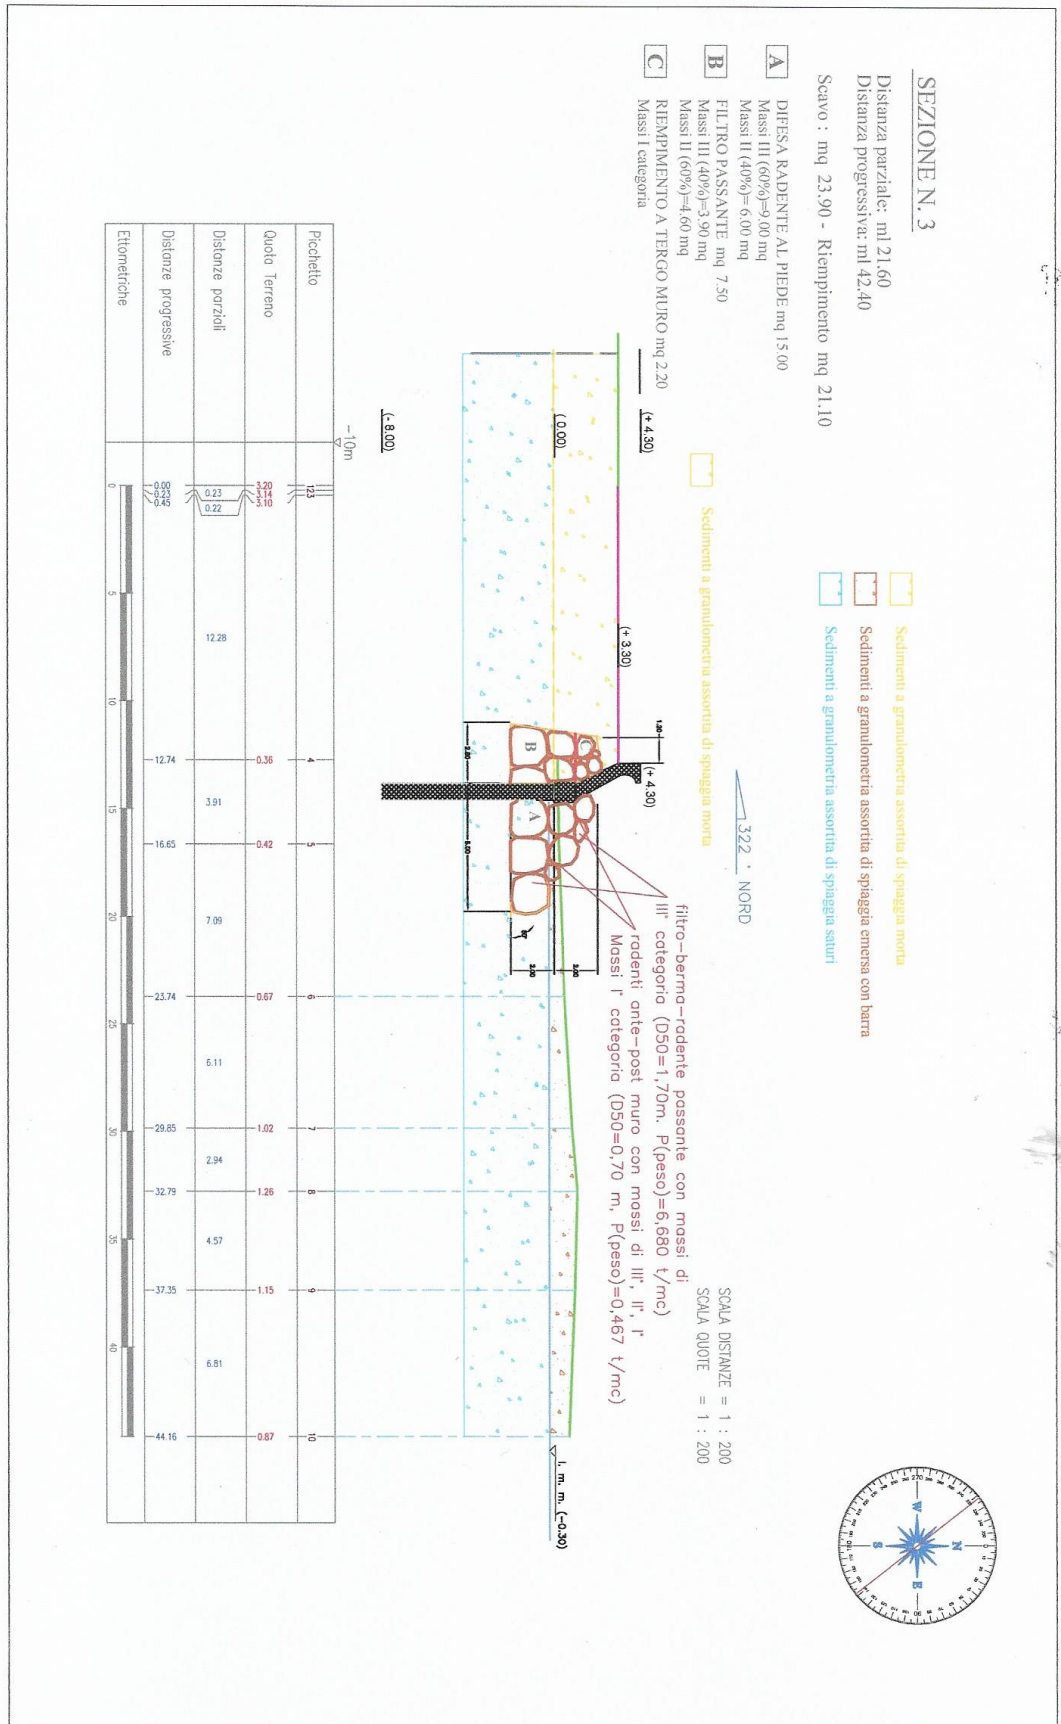 SEZIONE N. 3
Distanza parziale: ml 21.60
Distanza progressiva: ml 42.40
Scavo : mq 23.90 - Riempimento mq 21.10
A DIFESA RADENTE AL PIEDE mq 15.00
Massi III (60%)=9.00 mq
Massi II (40%)= 6.00 mq
B FILTRO PASSANTE mq 7.50
Massi III (40%)=3.90 mq
Massi II (60%)=4.60 mq
C RIEMPIMENTO A TERGO MURO mq 2.20
Massi I categoria
Sedimenti a granulometria assortita di spiaggia morta
Sedimenti a granulometria assortita di spiaggia emersa con barra
Sedimenti a granulometria assortita di spiaggia saturi
Sedimenti a granulometria assortita di spiaggia morta
322 ° NORD
SCALA DISTANZE = 1 : 200
SCALA QUOTE = 1 : 200
N
E
S
W
0
90
270
filtro-berma-radente passante con massi di
III° categoria (D50=1,70m. P(peso)=6,680 t/mc)
radenti ante-post muro con massi di III°, II°, I°
Massi I° categoria (D50=0,70 m, P(peso)=0,467 t/mc)
(+ 4.30)
(+ 3.30)
(+ 4.30)
( 0.00)
(- 8.00)
C
B
A
5.00
2.00
2.00
l. m. m. (-0.30)
-10m
Picchetto 1 2 3 4 5 6 7 8 9 10
Quota Terreno 3.20 3.14 3.10 0.36 0.42 0.67 1.02 1.26 1.15 0.87
Distanze parziali 0.23 0.22 12.28 3.91 7.09 6.11 2.94 4.57 6.81
Distanze progressive 0.00 0.23 0.45 12.74 16.65 23.74 29.85 32.79 37.35 44.16
Ettometriche 0 5 10 15 20 25 30 35 40